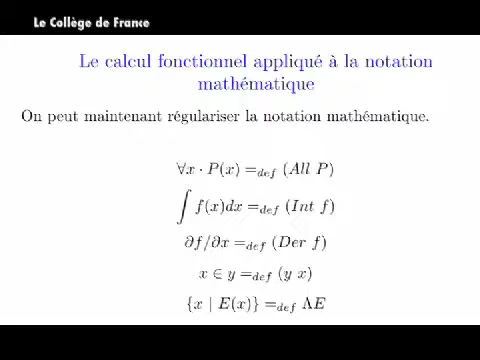 Le Collège de France
Le calcul fonctionnel appliqué à la notation
mathématique
On peut maintenant régulariser la notation mathématique.
∀x · P(x) =def (All P)
∫ f(x)dx =def (Int f)
∂f/∂x =def (Der f)
x ∈ y =def (y x)
{x | E(x)} =def ΛE